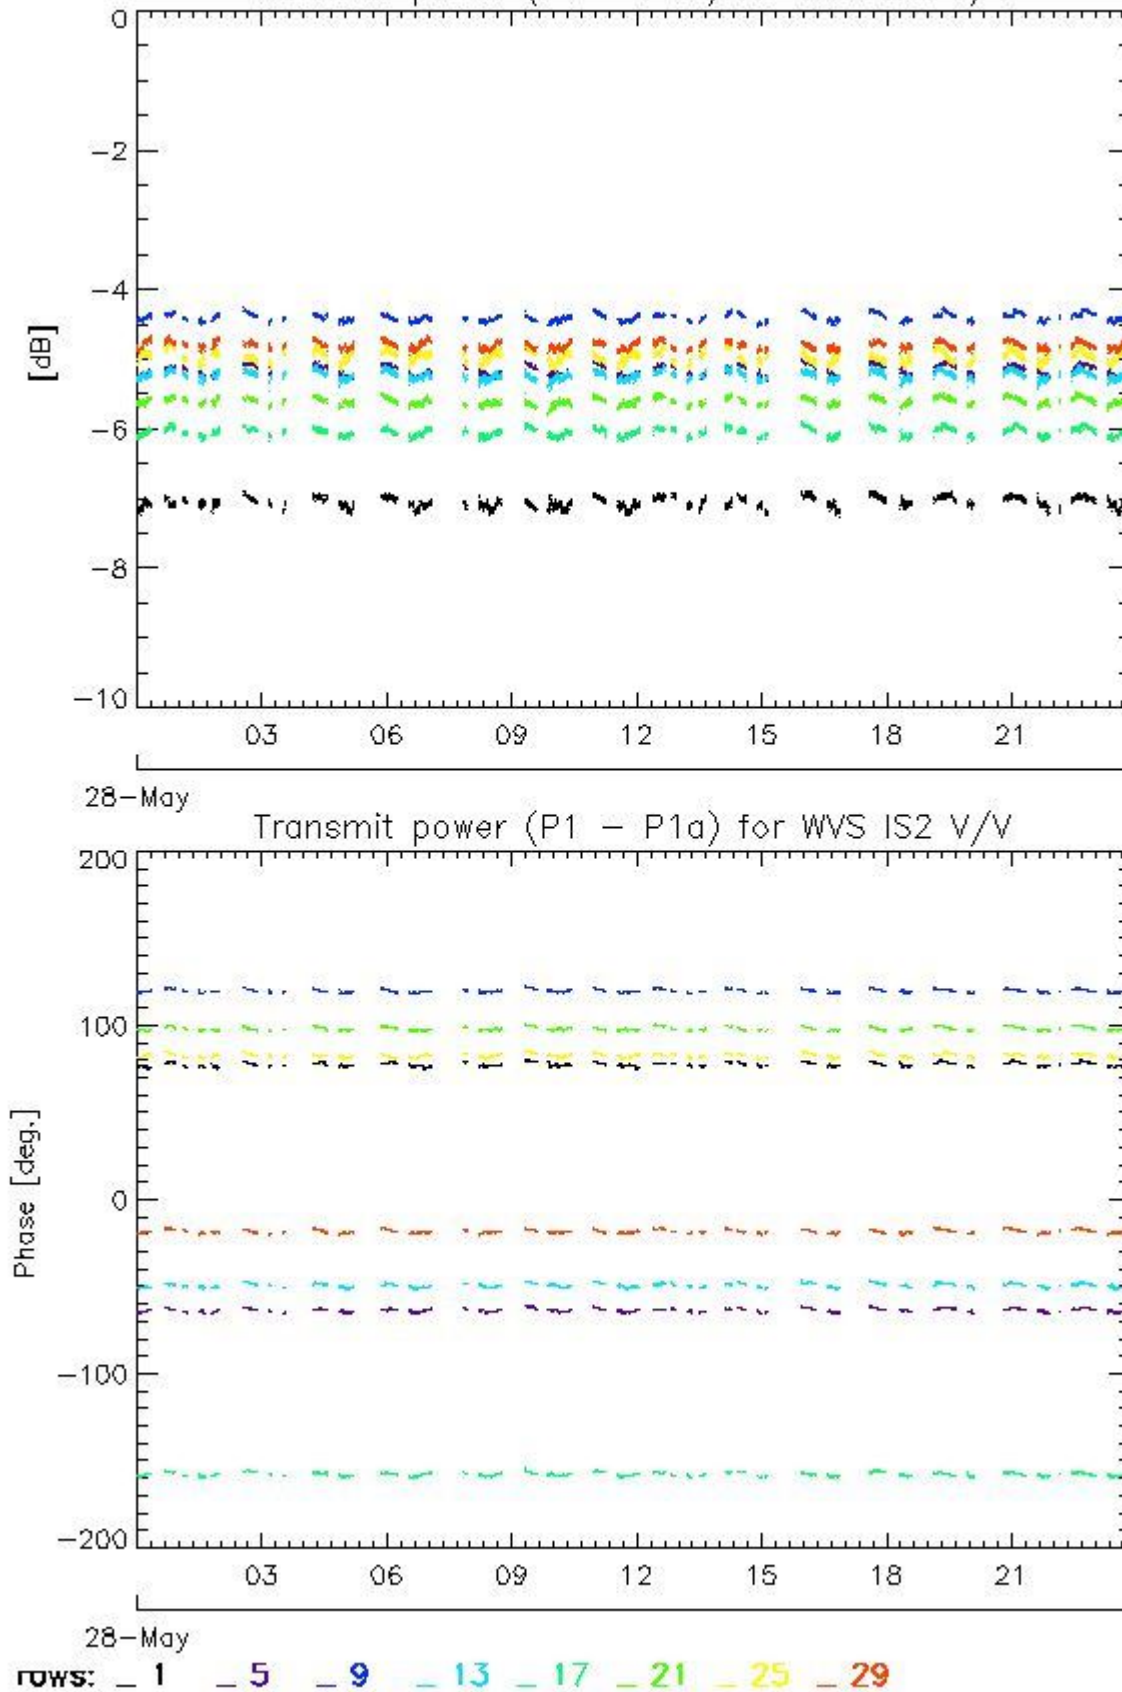 0
-2
-4
[dB]
-6
-8
-10
03 06 09 12 15 18 21
28-May
Transmit power (P1 - P1a) for WVS IS2 V/V
200
100
0
Phase [deg.]
-100
-200
03 06 09 12 15 18 21
28-May
rows: _ 1 _ 5 _ 9 _ 13 _ 17 _ 21 _ 25 _ 29